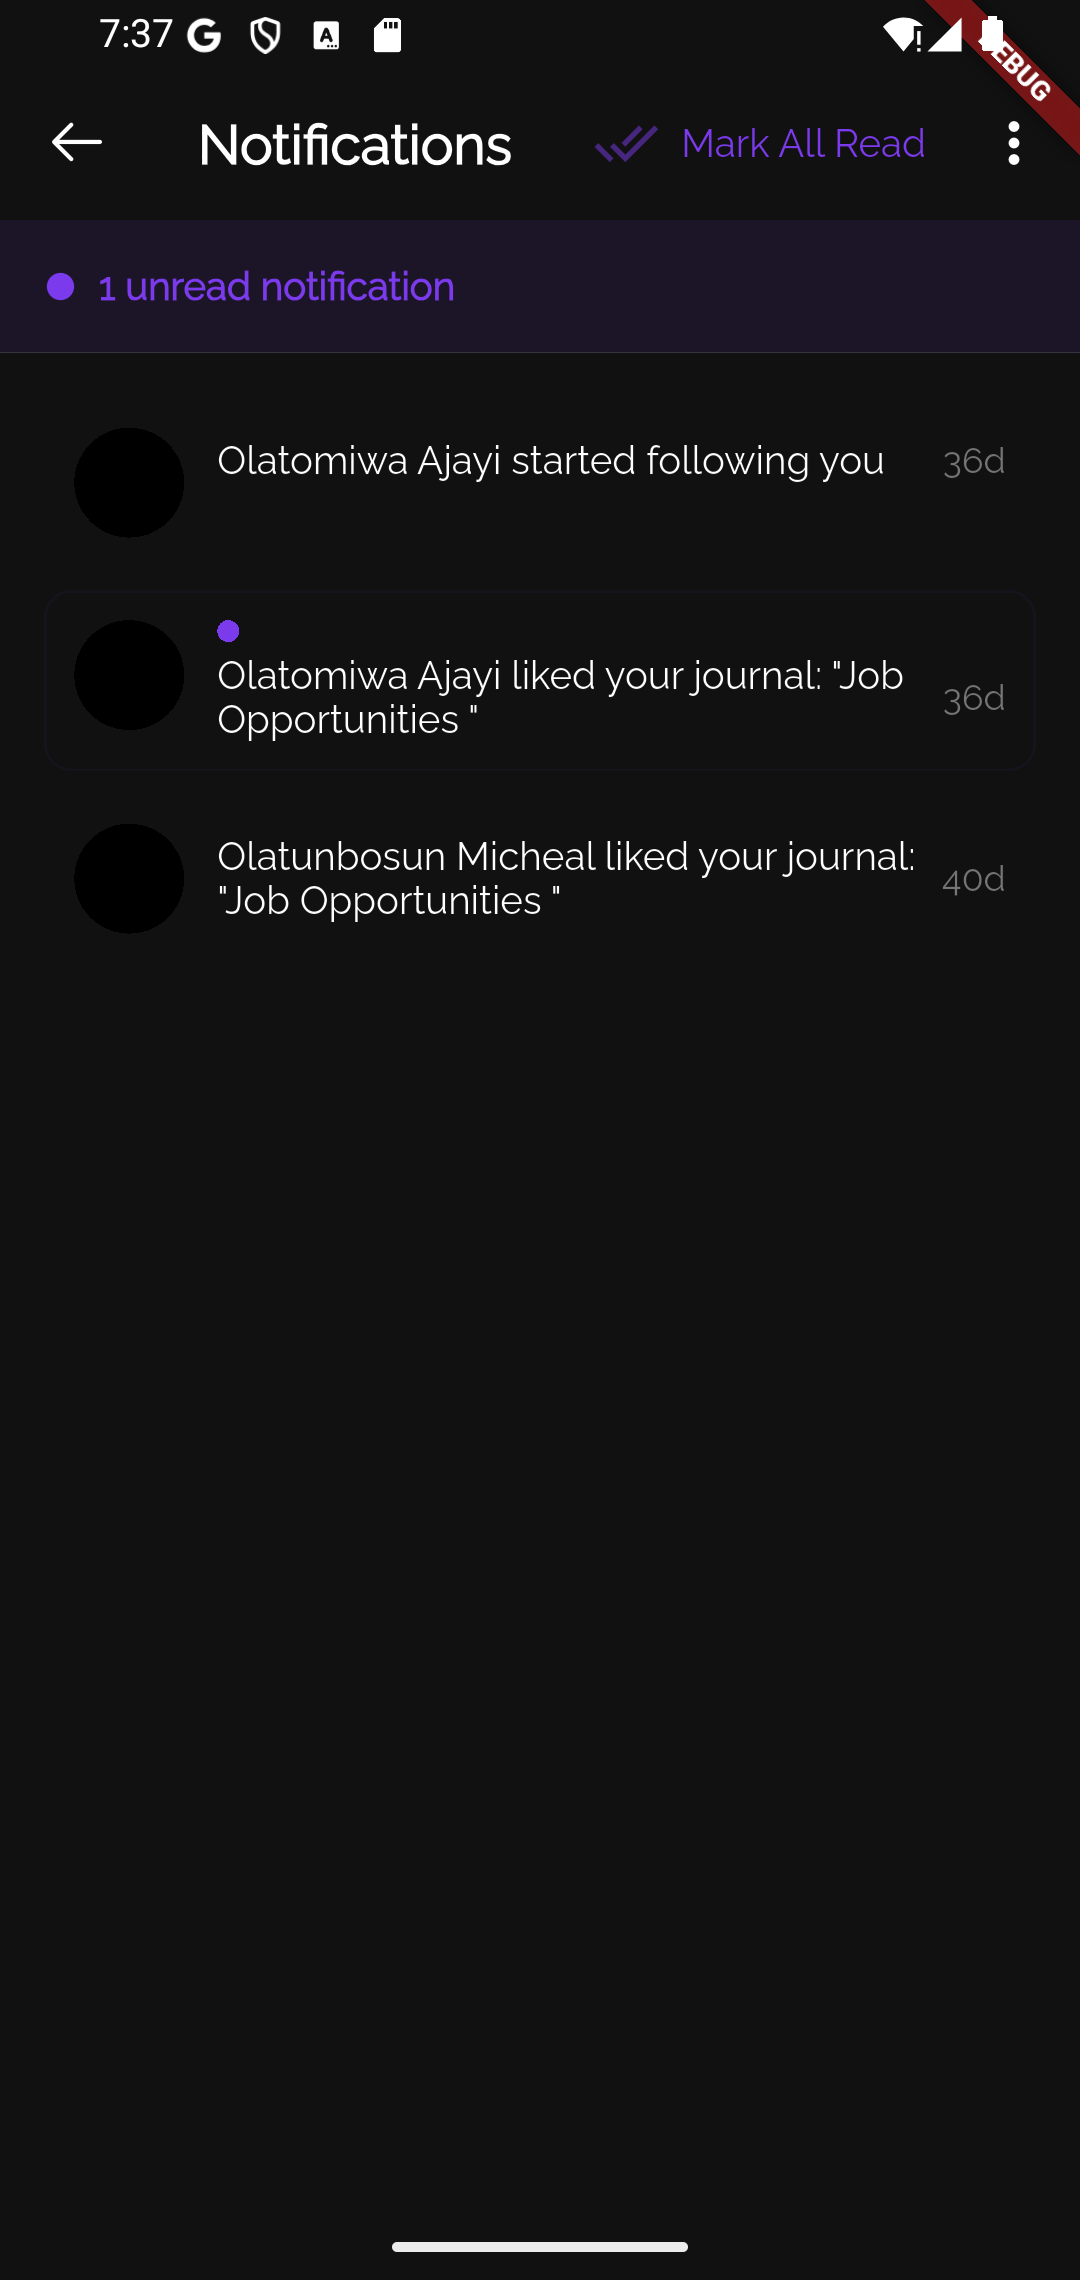 7:37
DEBUG
Notifications
Mark All Read
1 unread notification
Olatomiwa Ajayi started following you
36d
Olatomiwa Ajayi liked your journal: "Job
Opportunities "
36d
Olatunbosun Micheal liked your journal:
"Job Opportunities "
40d